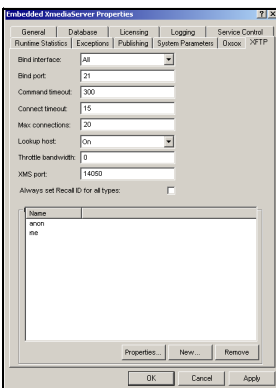 Embedded XmediaServer Properties
General Database Licensing Logging Service Control
Runtime Statistics Exceptions Publishing System Parameters Oxsox XFTP
Bind interface: All
Bind port: 21
Command timeout: 300
Connect timeout: 15
Max connections: 20
Lookup host: On
Throttle bandwidth: 0
XMS port: 14050
Always set Recall ID for all types:
Name
anon
me
Properties... New... Remove
OK Cancel Apply